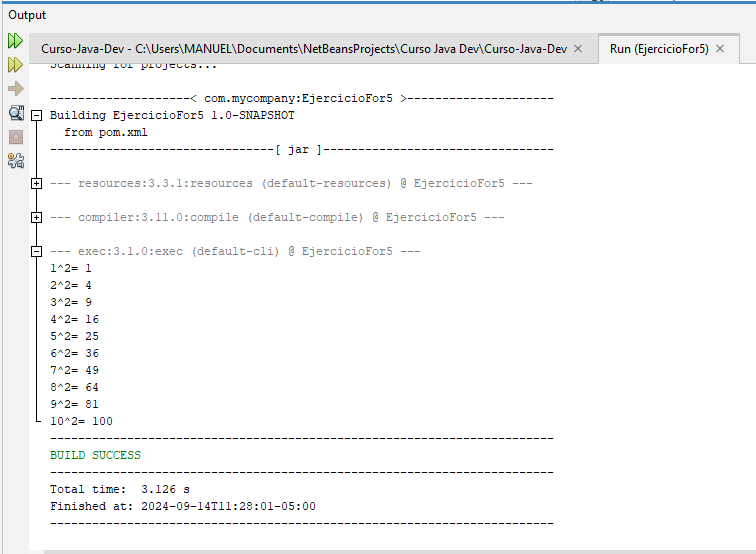 Output
Curso-Java-Dev - C:\Users\MANUEL\Documents\NetBeansProjects\Curso Java Dev\Curso-Java-Dev × Run (EjercicioFor5) ×
Scanning for projects...
--------------------< com.mycompany:EjercicioFor5 >---------------------
Building EjercicioFor5 1.0-SNAPSHOT
from pom.xml
--------------------------------[ jar ]---------------------------------
--- resources:3.3.1:resources (default-resources) @ EjercicioFor5 ---
--- compiler:3.11.0:compile (default-compile) @ EjercicioFor5 ---
--- exec:3.1.0:exec (default-cli) @ EjercicioFor5 ---
1^2= 1
2^2= 4
3^2= 9
4^2= 16
5^2= 25
6^2= 36
7^2= 49
8^2= 64
9^2= 81
10^2= 100
------------------------------------------------------------------------
BUILD SUCCESS
------------------------------------------------------------------------
Total time:  3.126 s
Finished at: 2024-09-14T11:28:01-05:00
------------------------------------------------------------------------